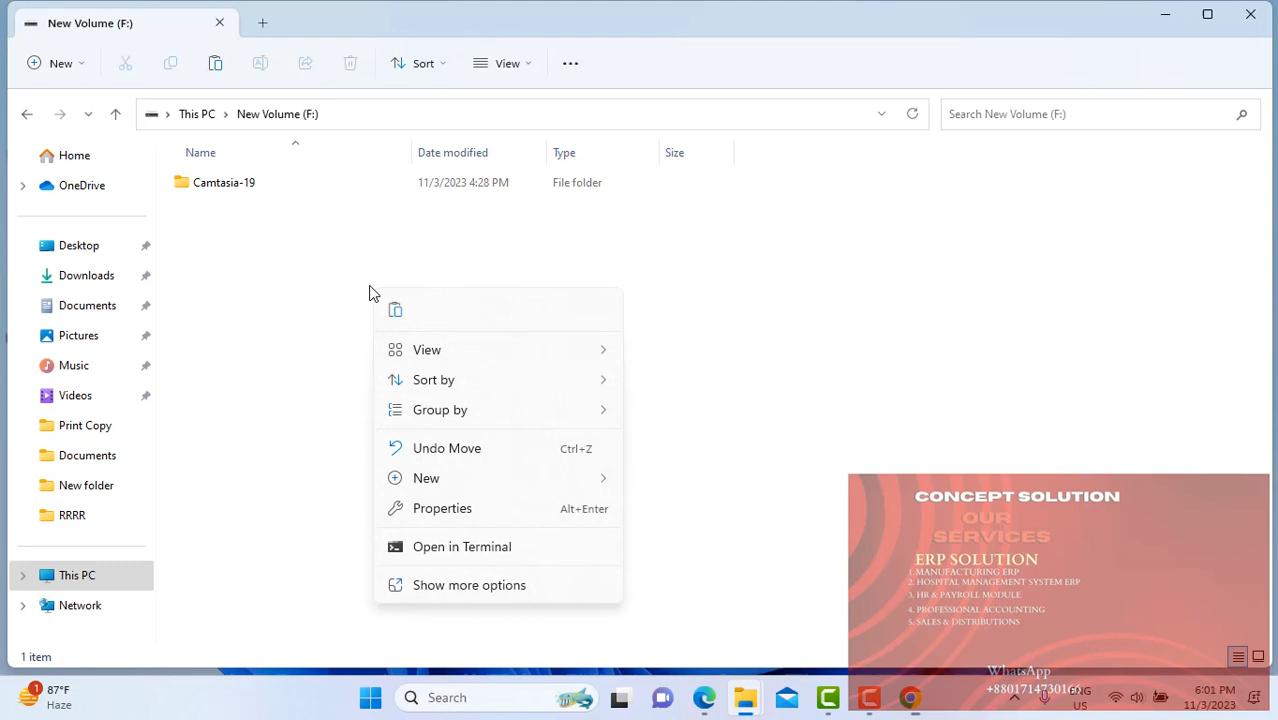 New Volume (F:)
New
Sort
View
This PC
New Volume (F:)
Search New Volume (F:)
Name
Date modified
Type
Size
Camtasia-19
11/3/2023 4:28 PM
File folder
Home
OneDrive
Desktop
Downloads
Documents
Pictures
Music
Videos
Print Copy
Documents
New folder
RRRR
This PC
Network
View
Sort by
Group by
Undo Move Ctrl+Z
New
Properties Alt+Enter
Open in Terminal
Show more options
1 item
CONCEPT SOLUTION
OUR
SERVICES
ERP SOLUTION
1. MANUFACTURING ERP
2. HOSPITAL MANAGEMENT SYSTEM ERP
3. HR & PAYROLL MODULE
4. PROFESSIONAL ACCOUNTING
5. SALES & DISTRIBUTIONS
WhatsApp
+8801714730166
1
87°F
Haze
Search
ENG
US
6:01 PM
11/3/2023